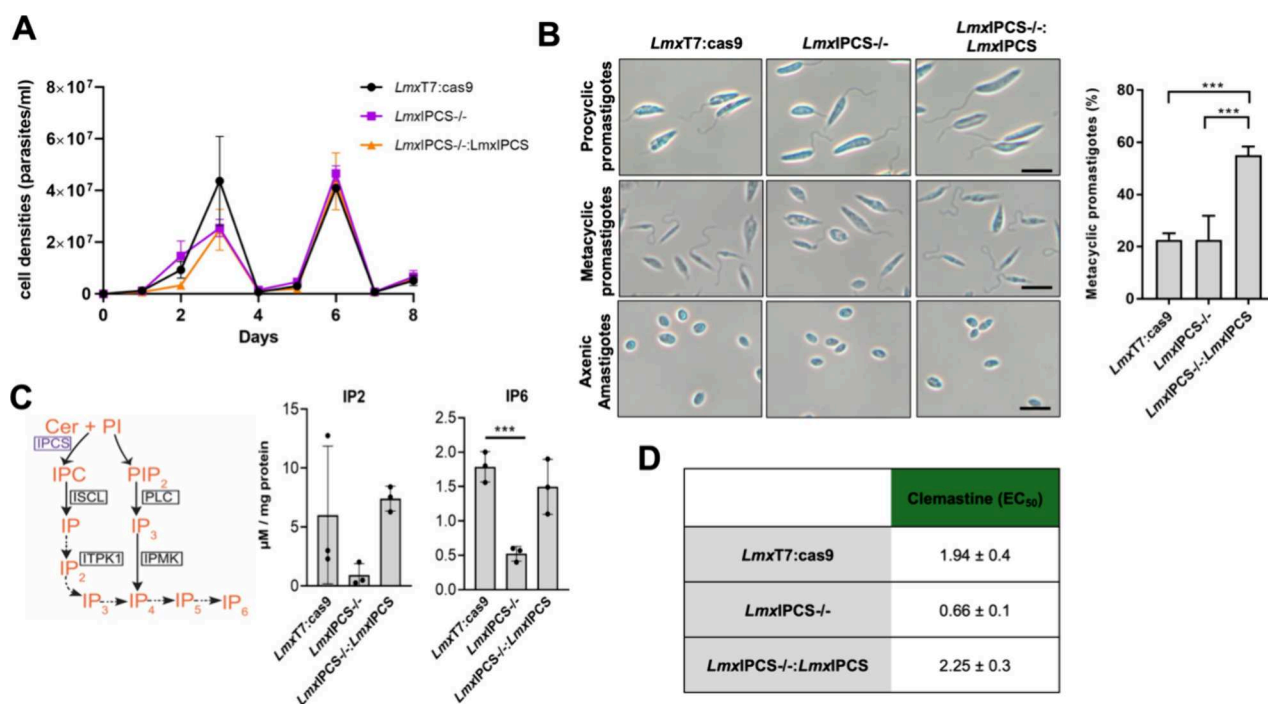 A
cell densities (parasites/ml)
8×10⁷
6×10⁷
4×10⁷
2×10⁷
0
0
2
4
6
8
Days
LmxT7:cas9
LmxIPCS-/-
LmxIPCS-/-:LmxIPCS
B
LmxT7:cas9
LmxIPCS-/-
LmxIPCS-/-:
LmxIPCS
Procyclic
promastigotes
Metacyclic
promastigotes
Axenic
Amastigotes
Metacyclic promastigotes (%)
80
60
40
20
0
***
***
LmxT7:cas9
LmxIPCS-/-
LmxIPCS-/-:LmxIPCS
C
Cer + PI
IPCS
IPC
PIP₂
ISCL
PLC
IP
IP₃
ITPK1
IPMK
IP₂
IP₃
IP₄
IP₅
IP₆
IP2
µM / mg protein
15
10
5
0
LmxT7:cas9
LmxIPCS-/-
LmxIPCS-/-:LmxIPCS
IP6
2.5
2.0
1.5
1.0
0.5
0.0
***
LmxT7:cas9
LmxIPCS-/-
LmxIPCS-/-:LmxIPCS
D
Clemastine (EC₅₀)
LmxT7:cas9 1.94 ± 0.4
LmxIPCS-/- 0.66 ± 0.1
LmxIPCS-/-:LmxIPCS 2.25 ± 0.3